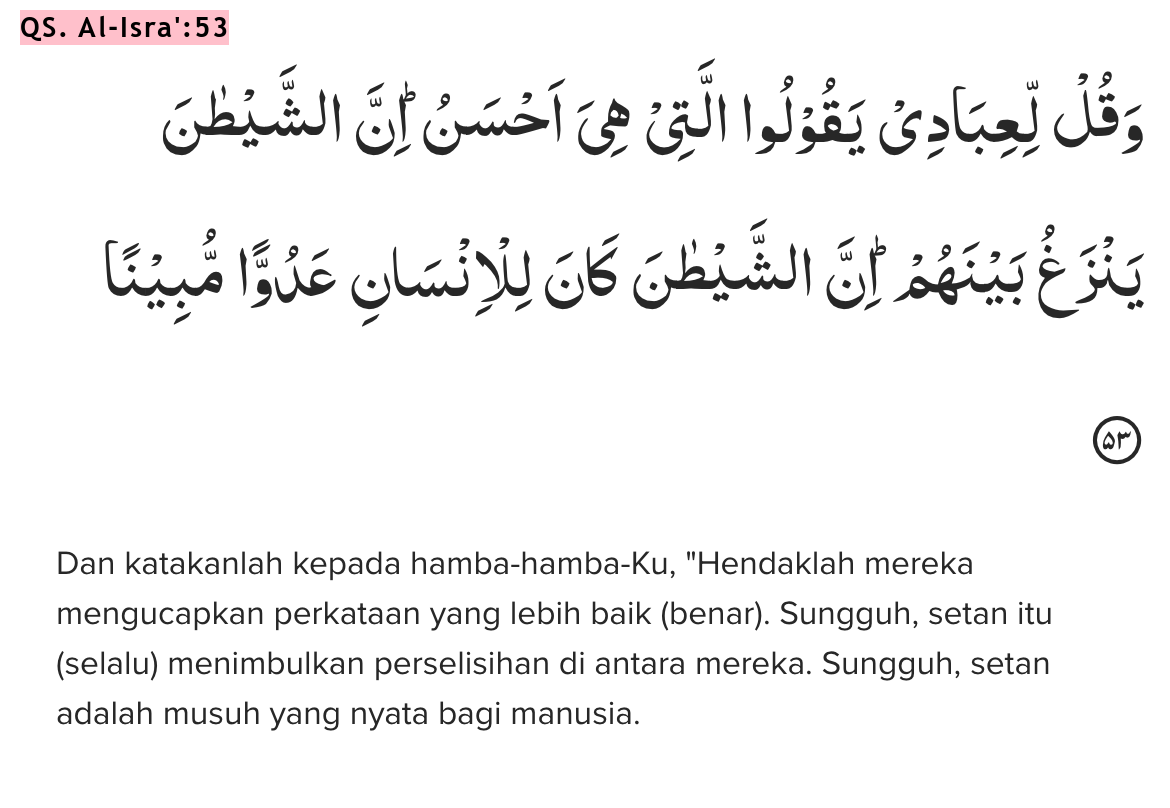 QS. Al-Isra':53
وَقُلْ لِّعِبَادِيْ يَقُوْلُوا الَّتِيْ هِيَ اَحْسَنُ ۗاِنَّ الشَّيْطٰنَ
يَنْزَغُ بَيْنَهُمْ ۗاِنَّ الشَّيْطٰنَ كَانَ لِلْاِنْسَانِ عَدُوًّا مُّبِيْنًا
۵۳
Dan katakanlah kepada hamba-hamba-Ku, "Hendaklah mereka
mengucapkan perkataan yang lebih baik (benar). Sungguh, setan itu
(selalu) menimbulkan perselisihan di antara mereka. Sungguh, setan
adalah musuh yang nyata bagi manusia.